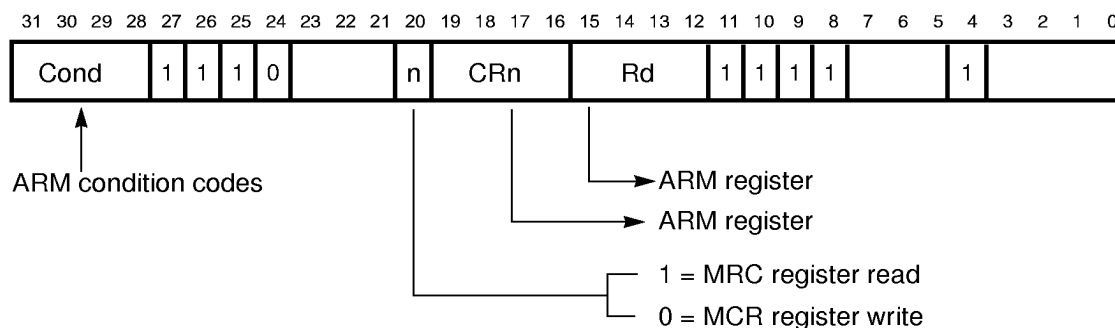 31 30 29 28 27 26 25 24 23 22 21 20 19 18 17 16 15 14 13 12 11 10 9 8 7 6 5 4 3 2 1 0
Cond 1 1 1 0 n CRn Rd 1 1 1 1 1
ARM condition codes
ARM register
ARM register
1 = MRC register read
0 = MCR register write